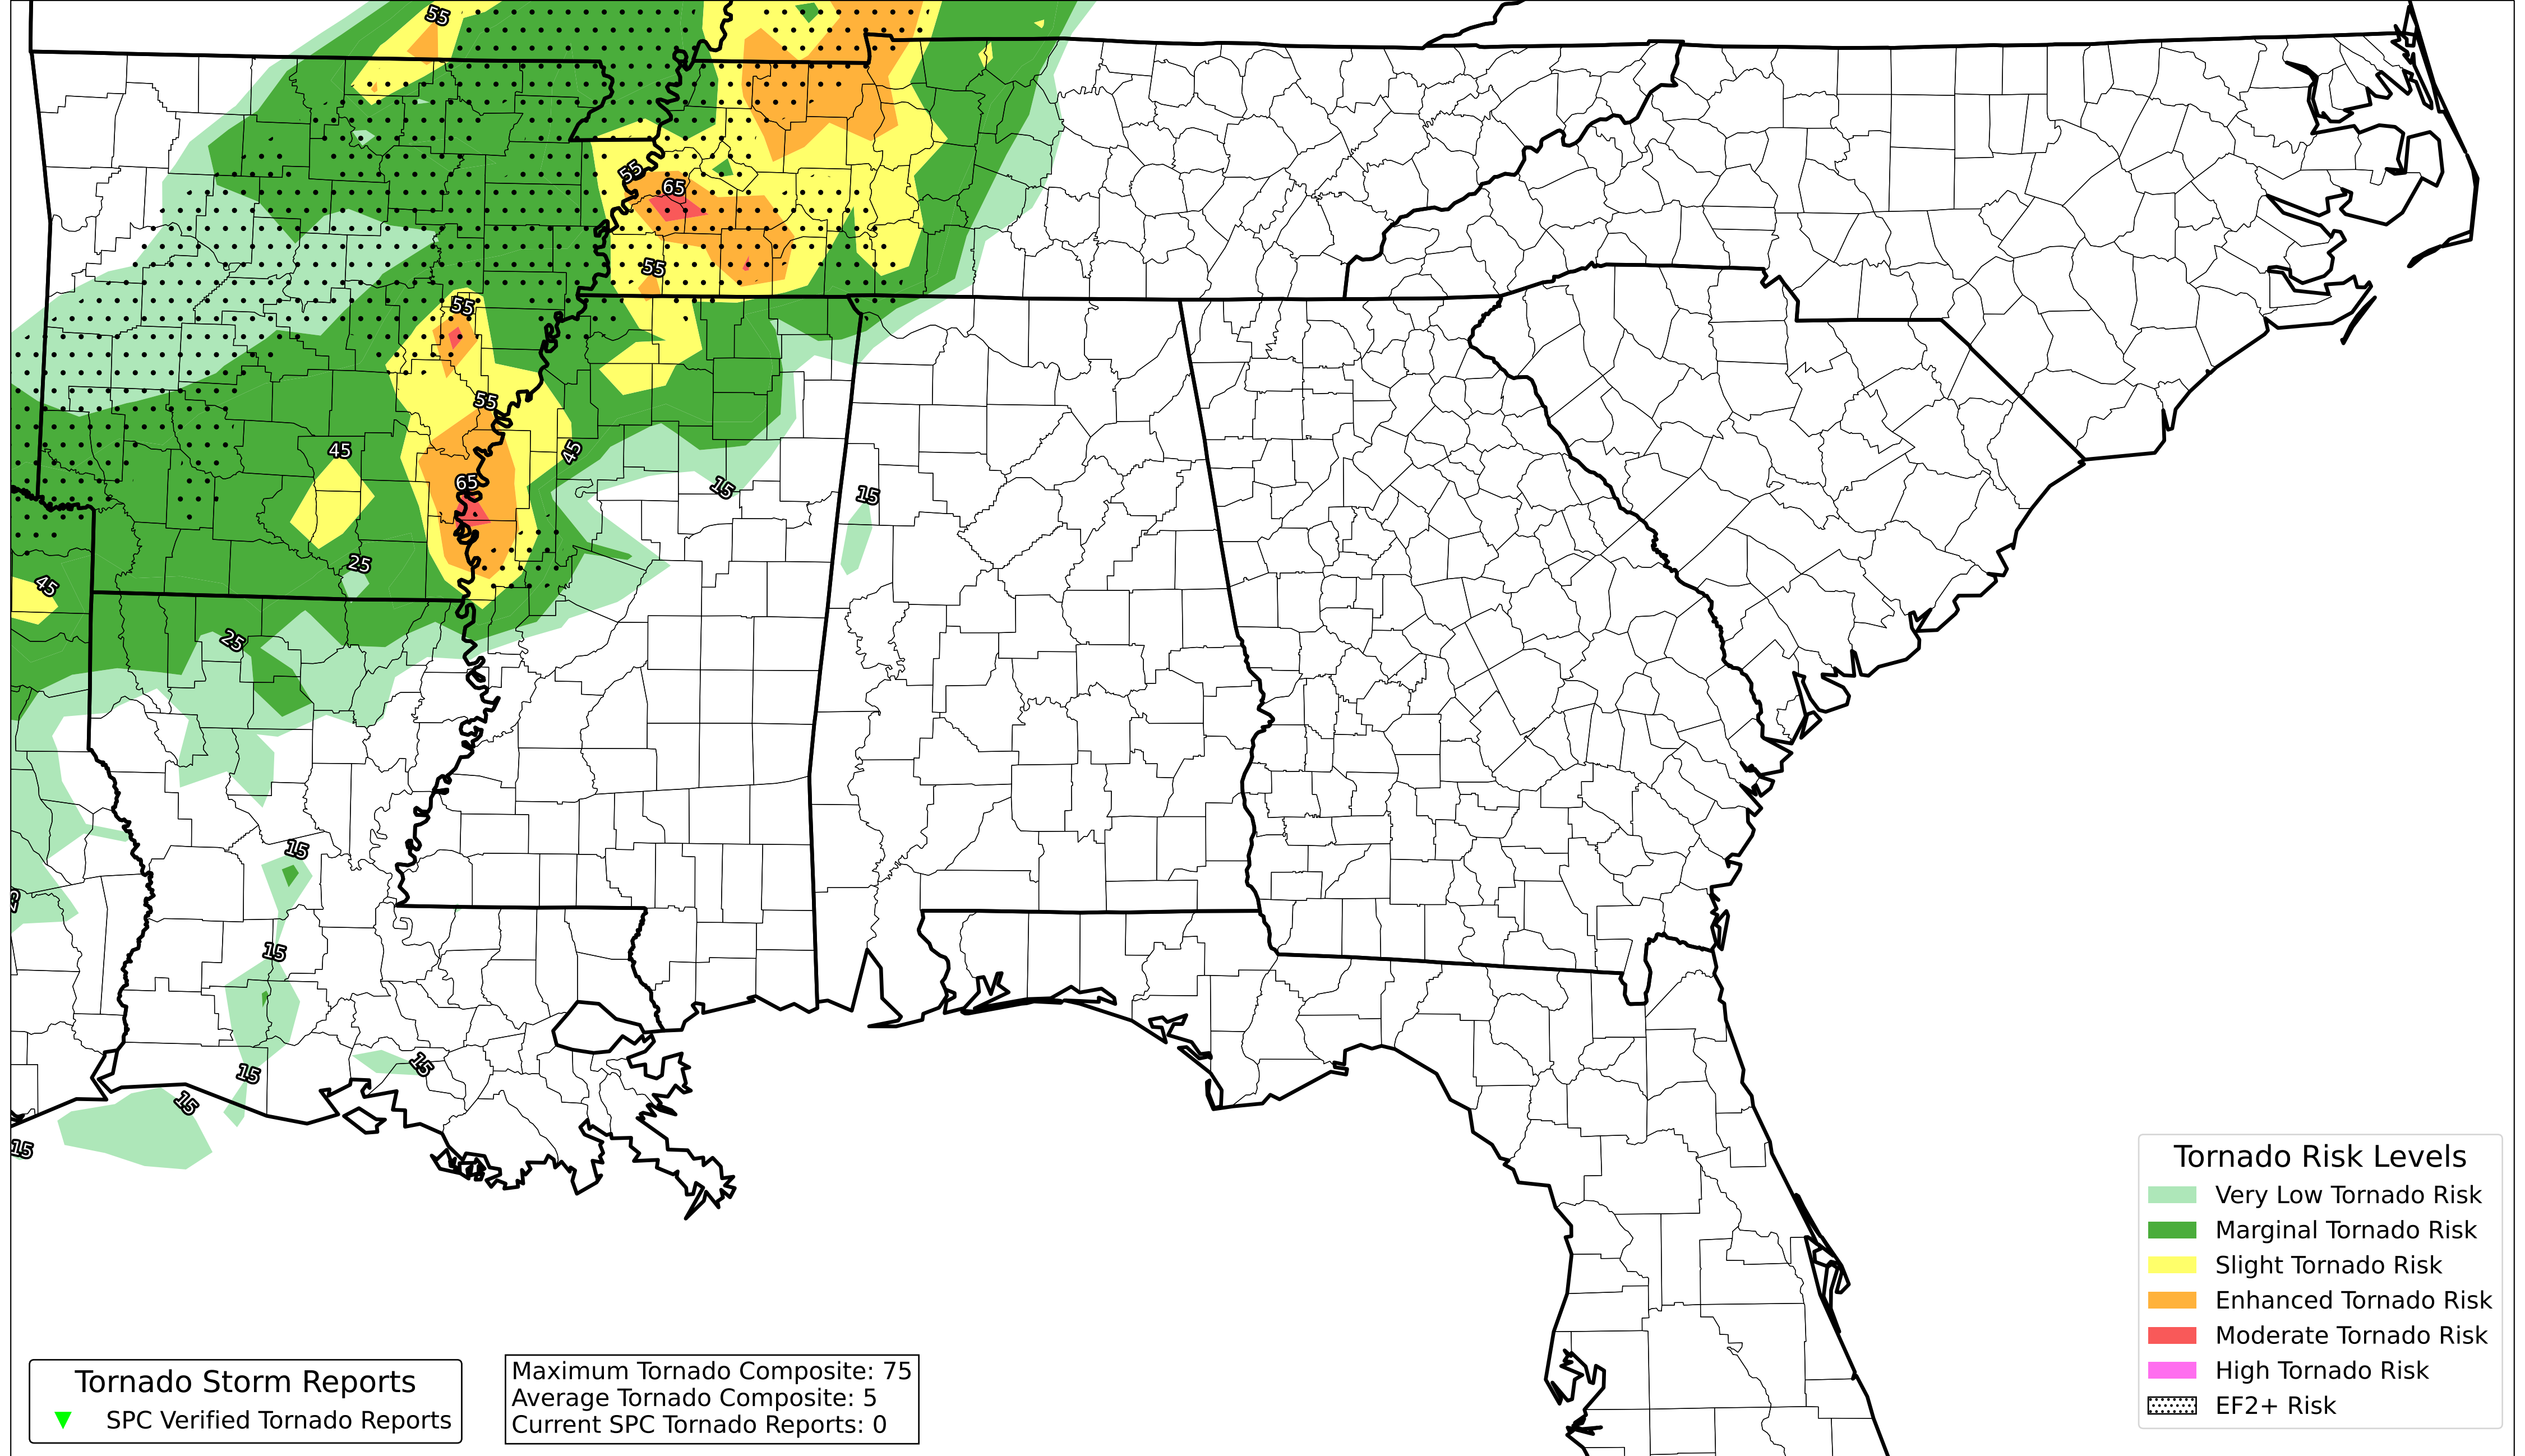 55
55
65
55
55
55
45
45
65
15
15
25
45
25
15
15
15
15
15
15
Tornado Risk Levels
Very Low Tornado Risk
Marginal Tornado Risk
Slight Tornado Risk
Enhanced Tornado Risk
Moderate Tornado Risk
High Tornado Risk
EF2+ Risk
Tornado Storm Reports
SPC Verified Tornado Reports
Maximum Tornado Composite: 75
Average Tornado Composite: 5
Current SPC Tornado Reports: 0